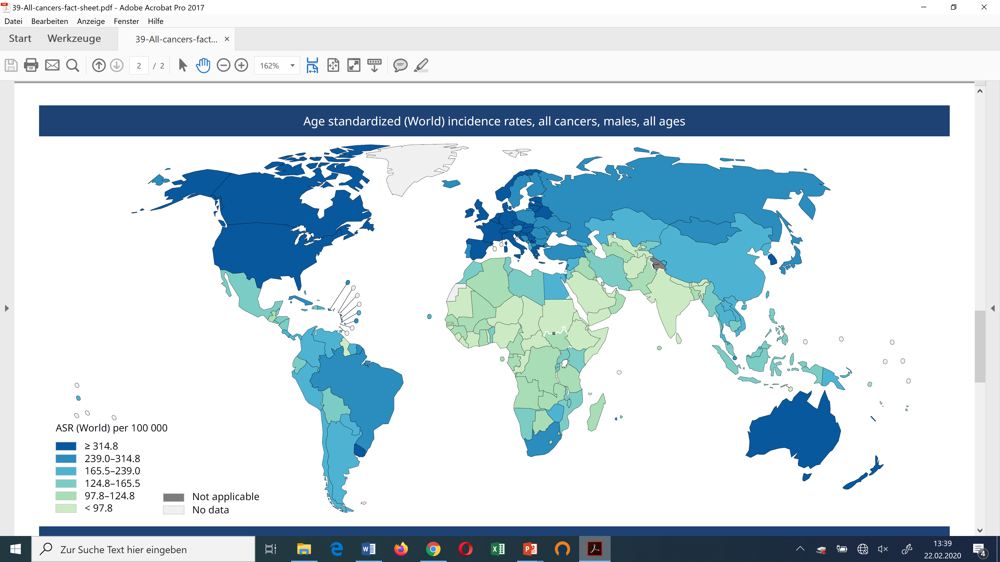 39-All-cancers-fact-sheet.pdf - Adobe Acrobat Pro 2017
Datei Bearbeiten Anzeige Fenster Hilfe
Start Werkzeuge 39-All-cancers-fact... ×
2 / 2 162%
Age standardized (World) incidence rates, all cancers, males, all ages
ASR (World) per 100 000
≥ 314.8
239.0–314.8
165.5–239.0
124.8–165.5
97.8–124.8
< 97.8
Not applicable
No data
Zur Suche Text hier eingeben
13:39
22.02.2020
4